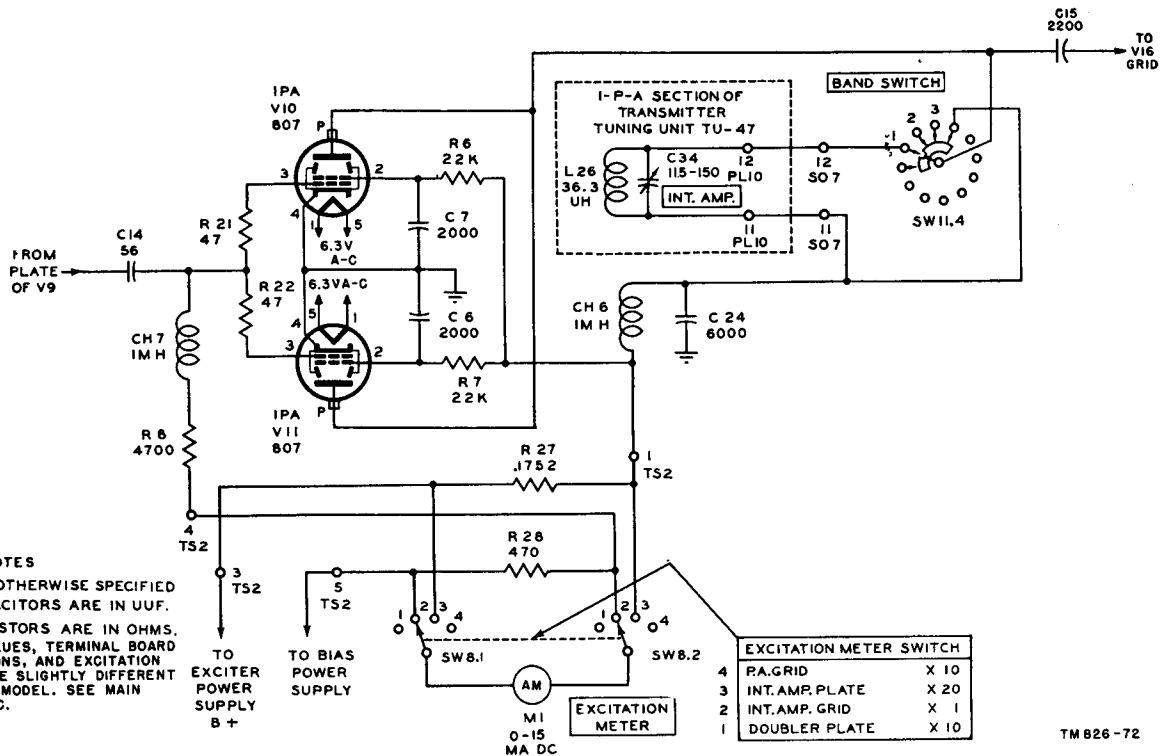 C15
2200
TO
V16
GRID
IPA
V10
807
P
3
2
4
1
5
6.3V
A-C
R6
22K
C7
2000
R 21
47
FROM
PLATE
OF V9
C14
56
R 22
47
6.3VA-C
4
5
1
3
2
P
C6
2000
R7
22K
IPA
V11
807
CH7
1MH
R8
4700
I-P-A SECTION OF
TRANSMITTER
TUNING UNIT TU-47
L26
36.3
UH
C34
11.5-150
INT. AMP.
12
PL10
12
SO7
11
PL10
11
SO7
BAND SWITCH
1
2
3
SW11.4
CH6
1MH
C24
6000
R 27
.1752
1
TS2
4
TS2
R 28
470
3
TS2
5
TS2
1 2 3 4
SW8.1
1 2 3 4
SW8.2
TO
EXCITER
POWER
SUPPLY
B+
TO BIAS
POWER
SUPPLY
AM
M1
0-15
MA DC
EXCITATION
METER
OTES
OTHERWISE SPECIFIED
ACITORS ARE IN UUF.
STORS ARE IN OHMS.
UES, TERMINAL BOARD
NS, AND EXCITATION
E SLIGHTLY DIFFERENT
MODEL. SEE MAIN
C.
EXCITATION METER SWITCH
4 P.A. GRID X 10
3 INT. AMP. PLATE X 20
2 INT. AMP. GRID X 1
1 DOUBLER PLATE X 10
TM 826-72